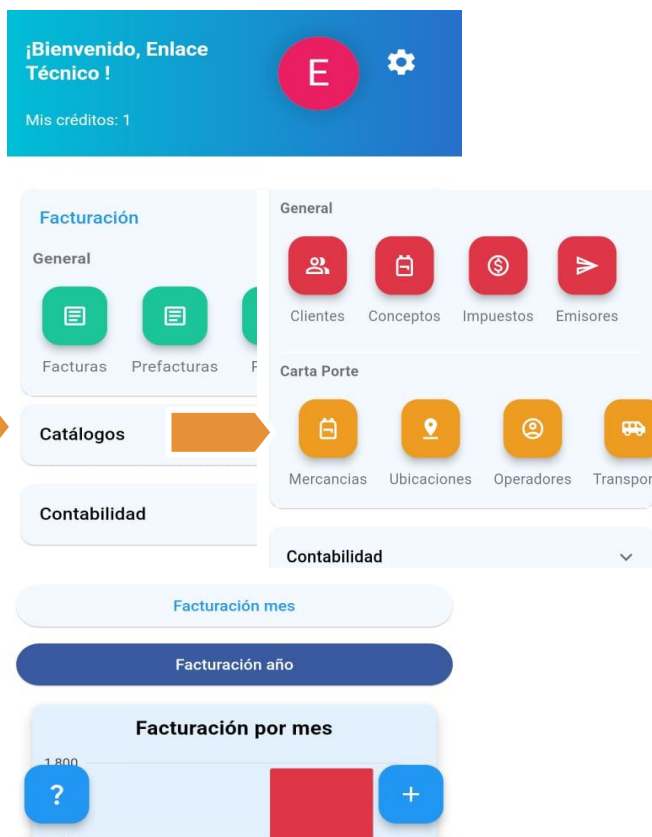 ¡Bienvenido, Enlace
Técnico !
E
Mis créditos: 1
Facturación
General
Facturas Prefacturas
Catálogos
Contabilidad
General
Clientes Conceptos Impuestos Emisores
Carta Porte
Mercancias Ubicaciones Operadores Transpor
Contabilidad
Facturación mes
Facturación año
Facturación por mes
1,800
?
+